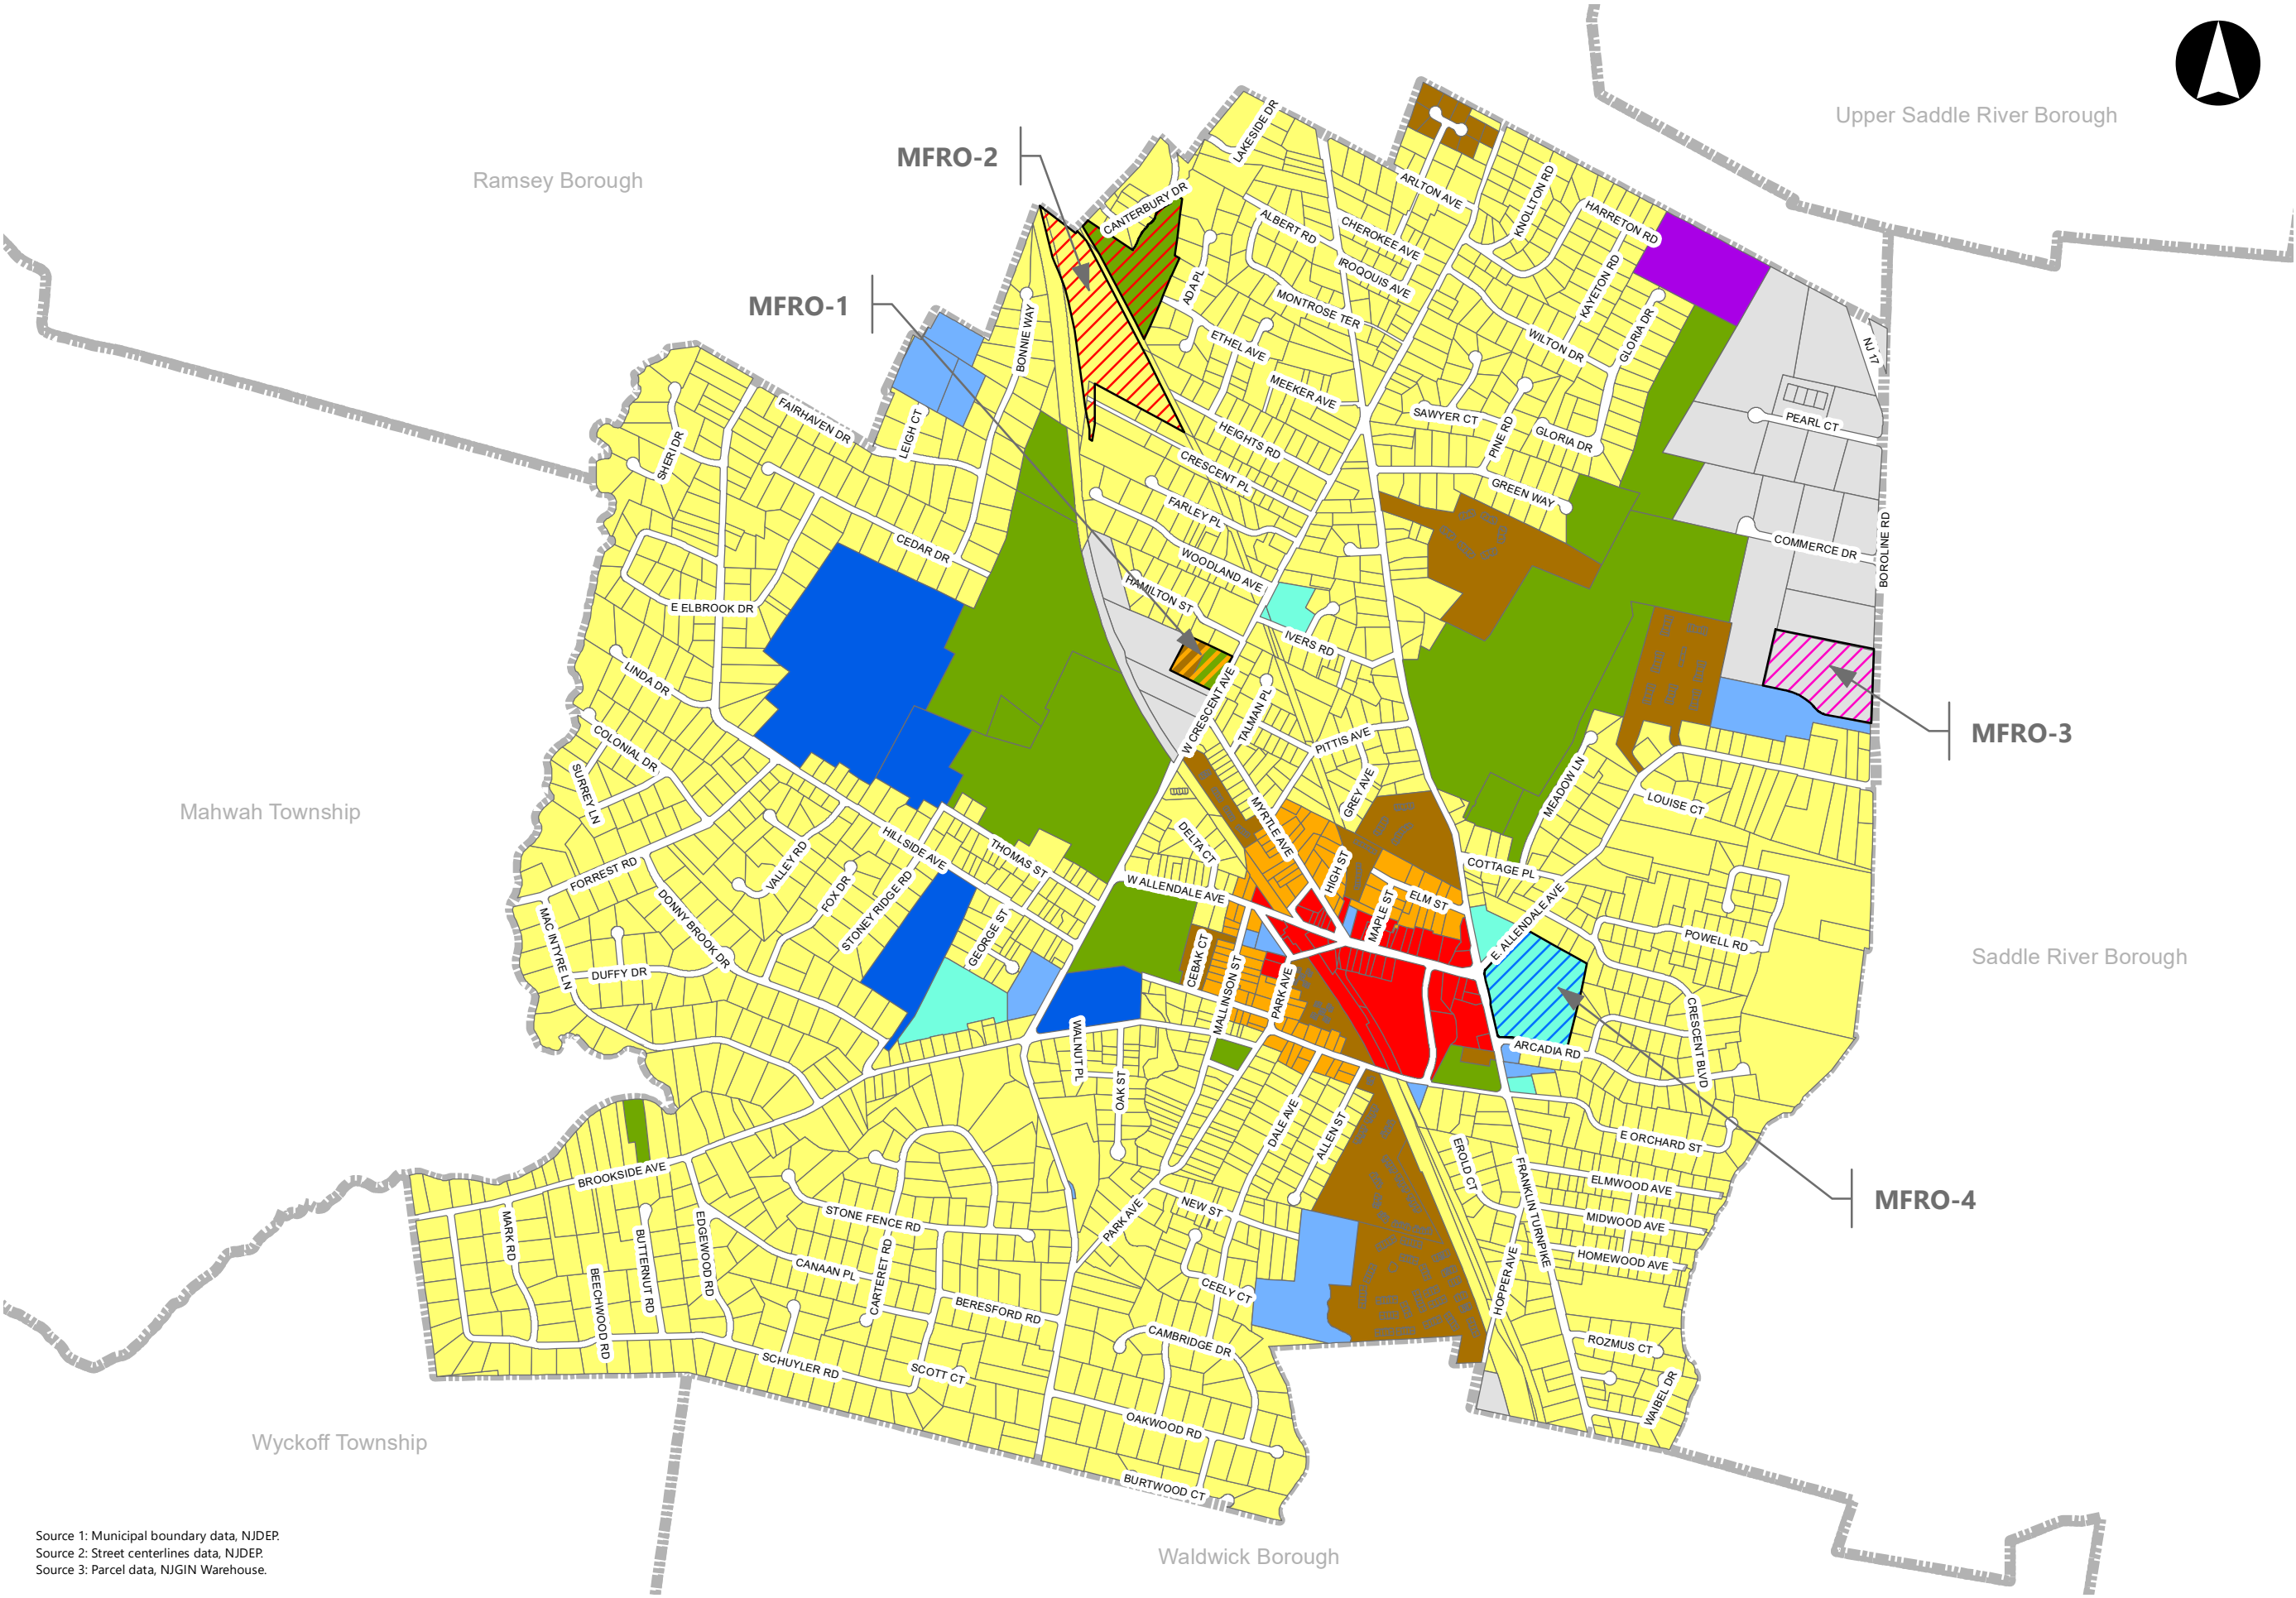 Upper Saddle River Borough
Ramsey Borough
MFRO-2
MFRO-1
LAKESIDE DR
CANTERBURY DR
ARLTON AVE
KNOLLTON RD
HARRETON RD
ALBERT RD
CHEROKEE AVE
IROQOUIS AVE
KAYETON RD
ADA PL
MONTROSE TER
BONNIE WAY
ETHEL AVE
WILTON DR
GLORIA DR
NJ 17
MEEKER AVE
SAWYER CT
PINE RD
GLORIA DR
PEARL CT
FAIRHAVEN DR
LEIGH CT
SHERI DR
HEIGHTS RD
CRESCENT PL
GREEN WAY
FARLEY PL
CEDAR DR
WOODLAND AVE
COMMERCE DR
BOROLINE RD
HAMILTON ST
E ELBROOK DR
IVERS RD
LINDA DR
W CRESCENT AVE
TALMAN PL
PITTIS AVE
MFRO-3
COLONIAL DR
SURREY LN
GREY AVE
MEADOW LN
LOUISE CT
Mahwah Township
MYRTLE AVE
DELTA CT
HILLSIDE AVE
THOMAS ST
VALLEY RD
FORREST RD
FOX DR
STONEY RIDGE RD
DONNY BROOK DR
W ALLENDALE AVE
HIGH ST
MAPLE ST
ELM ST
COTTAGE PL
E. ALLENDALE AVE
MAC INTYRE LN
GEORGE ST
DUFFY DR
CEBAK CT
MALLINSON ST
PARK AVE
POWELL RD
Saddle River Borough
CRESCENT BLVD
ARCADIA RD
WALNUT PL
OAK ST
DALE AVE
ALLEN ST
E ORCHARD ST
EROLD CT
FRANKLIN TURNPIKE
ELMWOOD AVE
MIDWOOD AVE
HOMEWOOD AVE
MFRO-4
BROOKSIDE AVE
MARK RD
BUTTERNUT RD
BEECHWOOD RD
EDGEWOOD RD
STONE FENCE RD
CANAAN PL
CARTERET RD
PARK AVE
NEW ST
CEELY CT
HOPPER AVE
BERESFORD RD
CAMBRIDGE DR
ROZMUS CT
SCHUYLER RD
SCOTT CT
WAIBEL DR
OAKWOOD RD
BURTWOOD CT
Wyckoff Township
Waldwick Borough
Source 1: Municipal boundary data, NJDEP.
Source 2: Street centerlines data, NJDEP.
Source 3: Parcel data, NJGIN Warehouse.